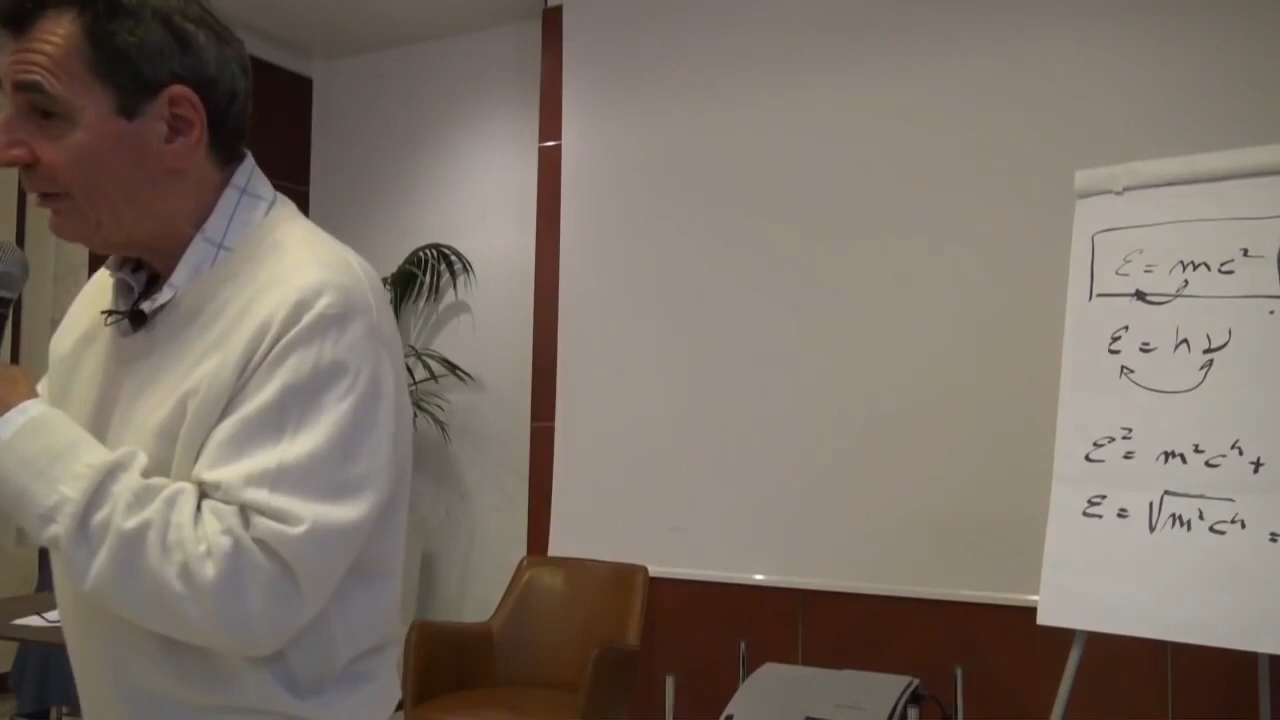 E = mc²
E = hν
E² = m²c⁴ +
E = √m²c⁴ =